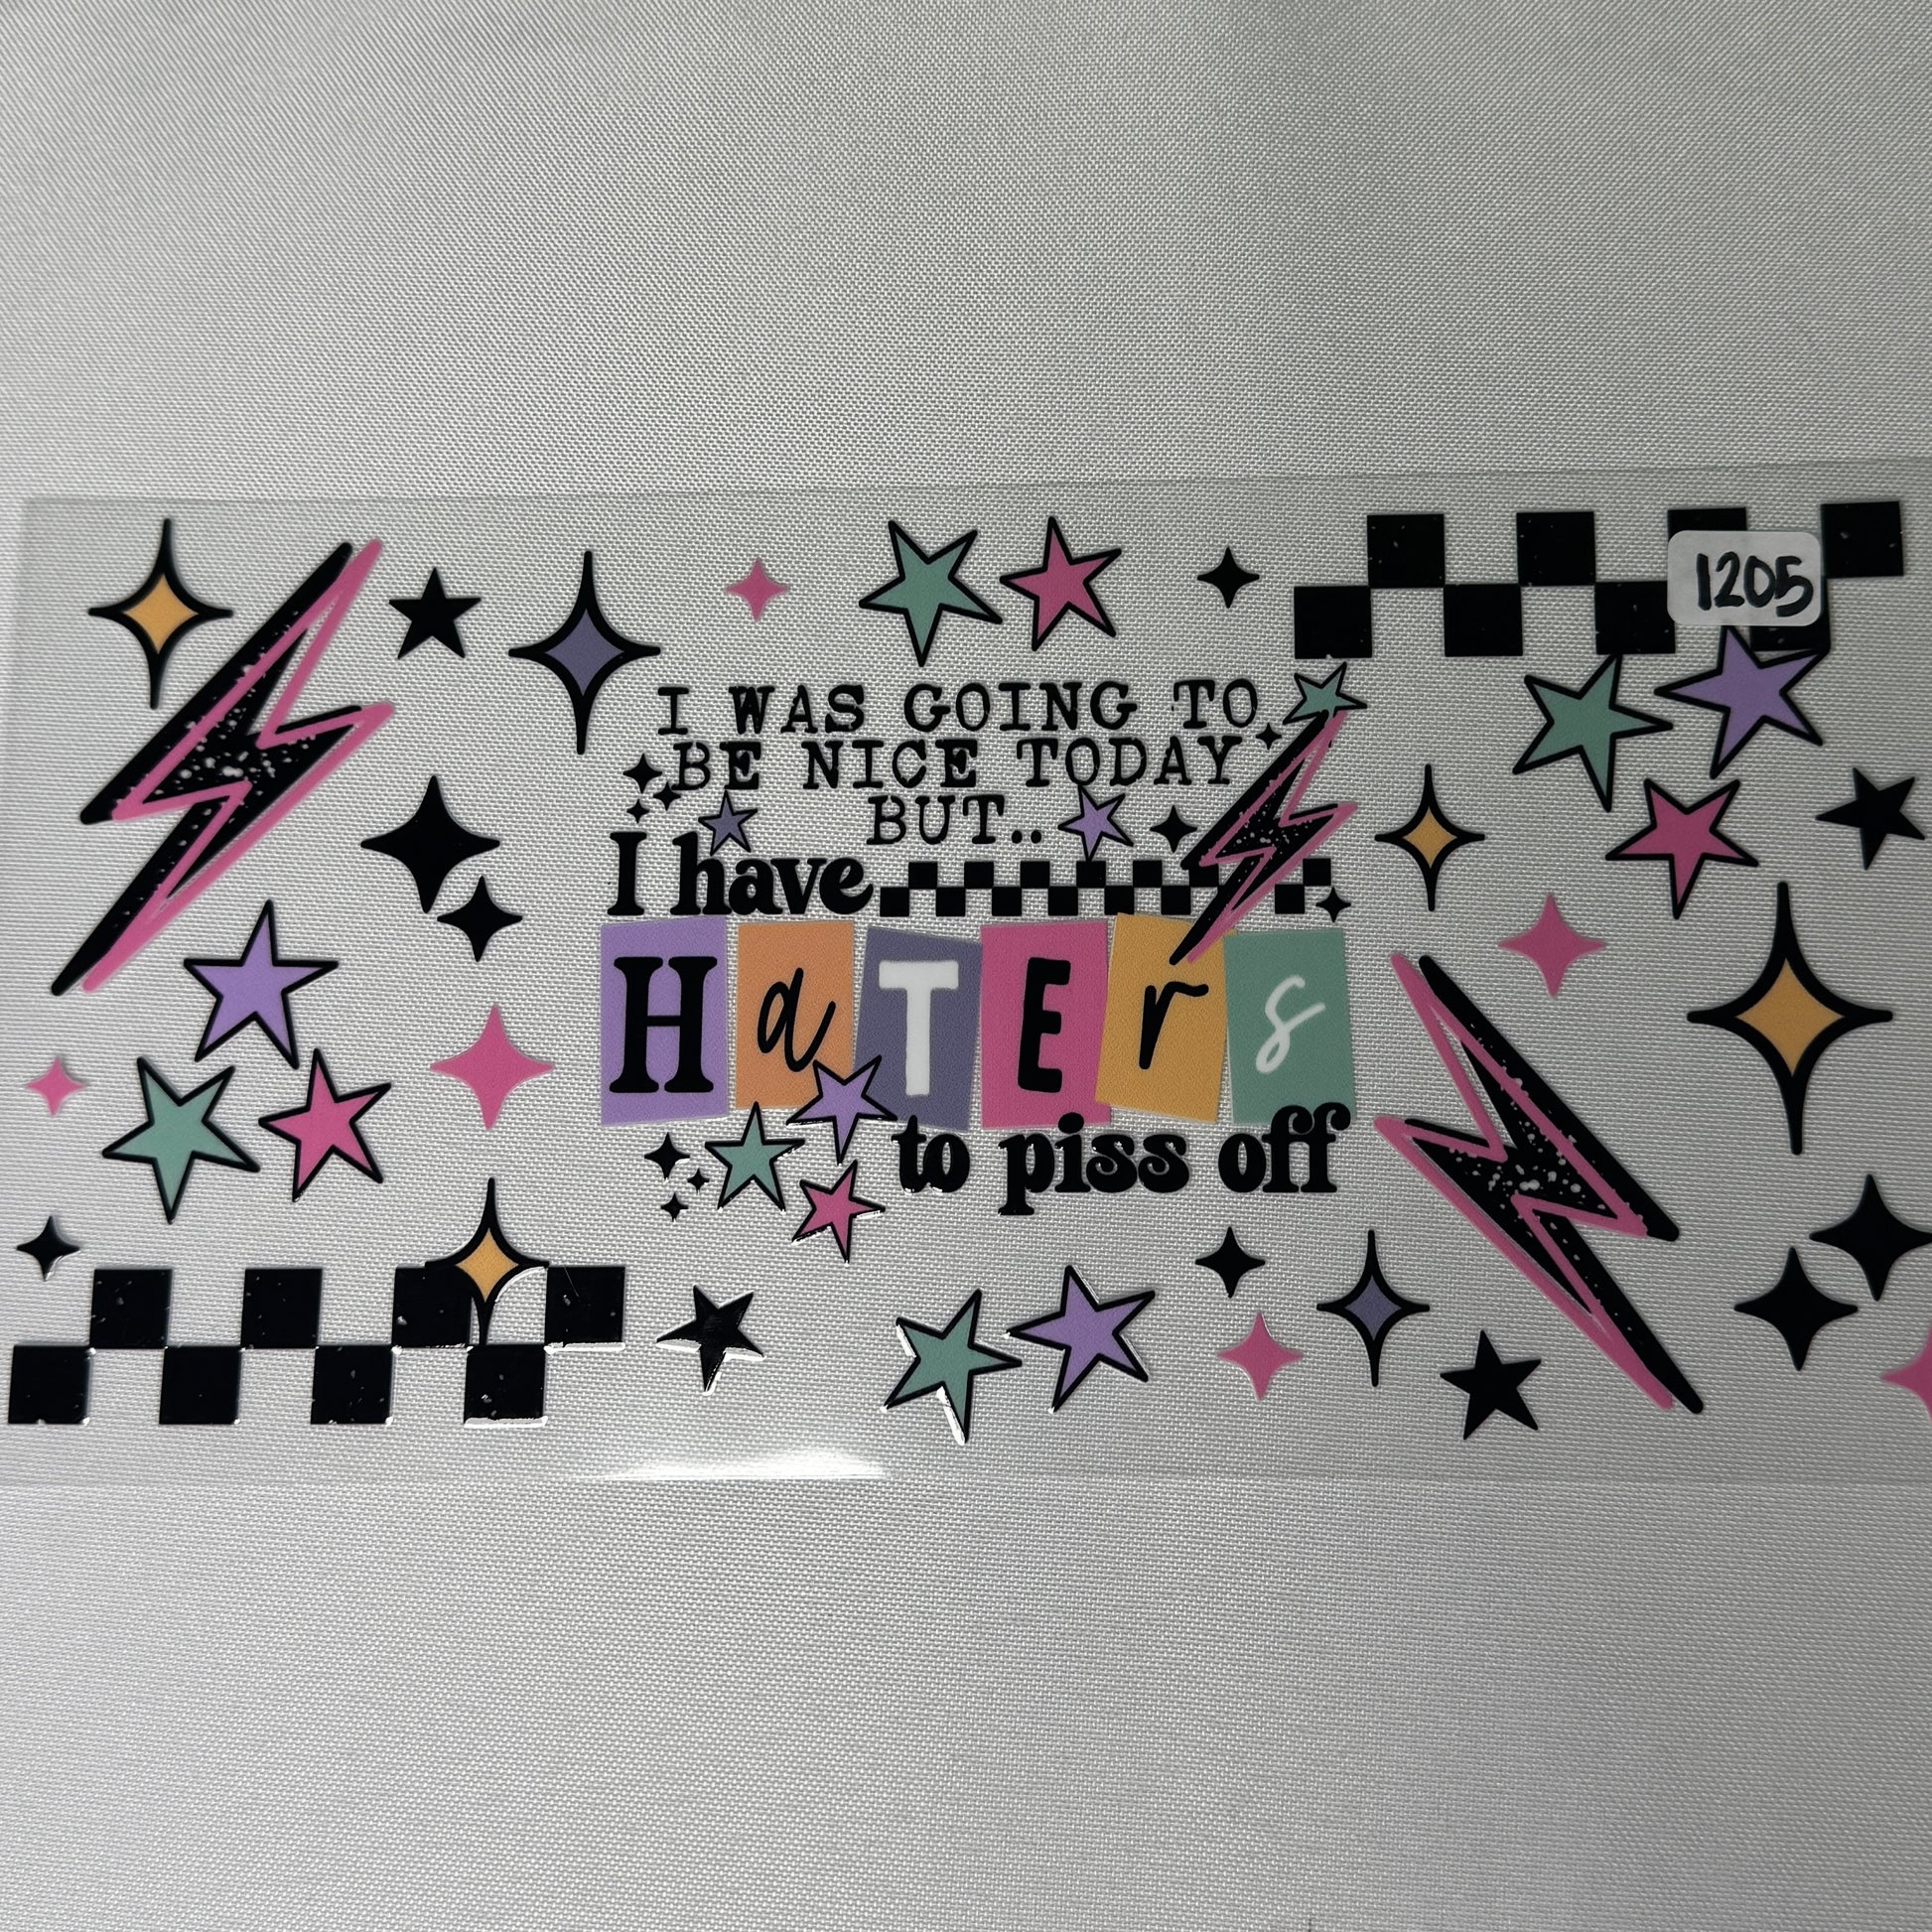 1205
I WAS GOING TO
BE NICE TODAY
BUT..
I have
HaTErs
to piss off